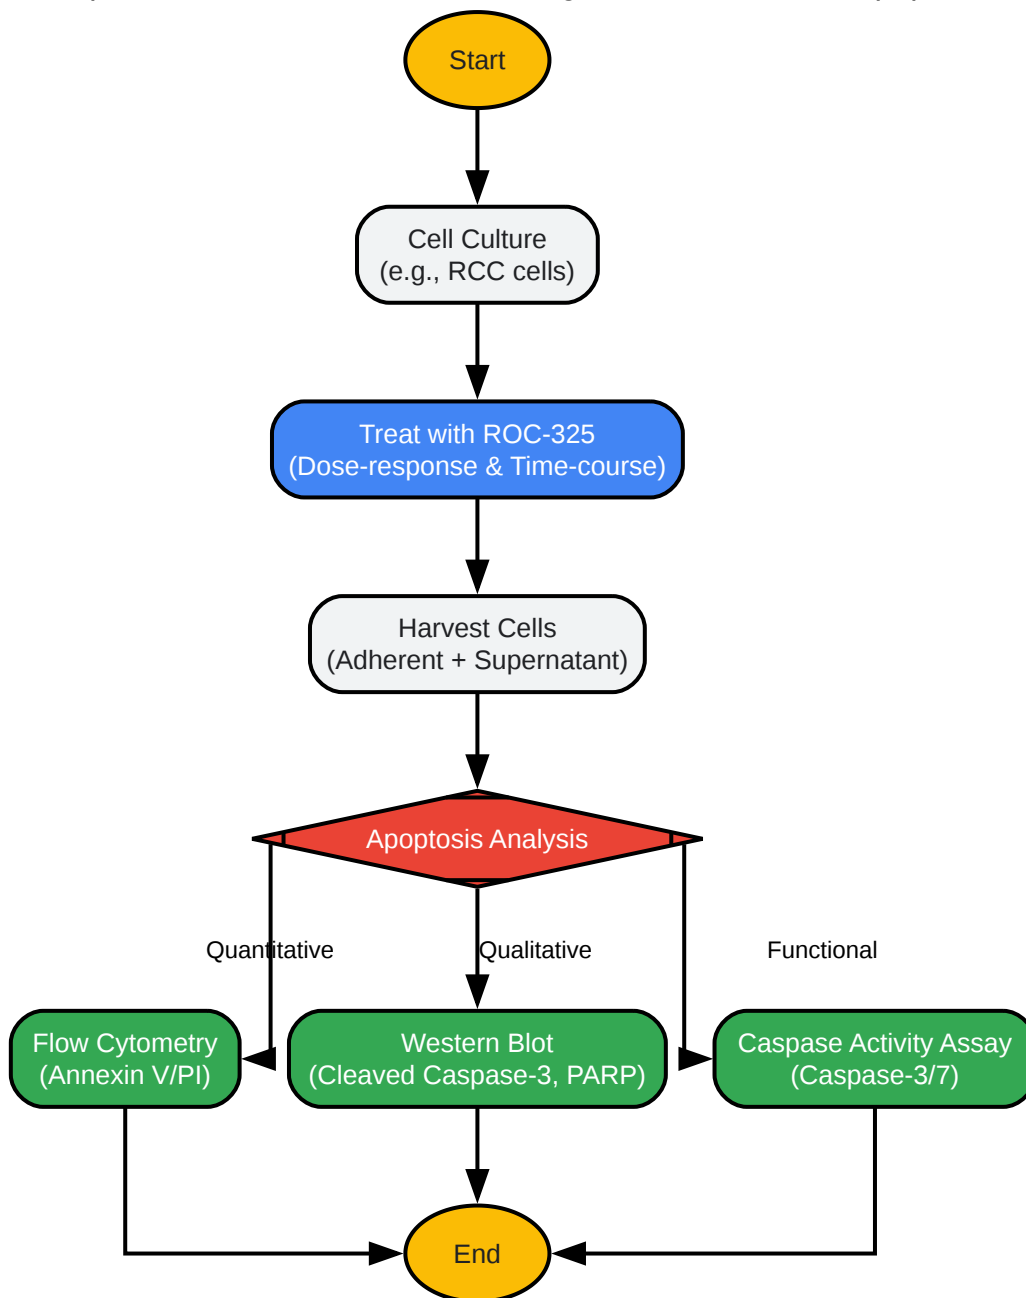 Start
Cell Culture
(e.g., RCC cells)
Treat with ROC-325
(Dose-response & Time-course)
Harvest Cells
(Adherent + Supernatant)
Apoptosis Analysis
Quantitative
Qualitative
Functional
Flow Cytometry
(Annexin V/PI)
Western Blot
(Cleaved Caspase-3, PARP)
Caspase Activity Assay
(Caspase-3/7)
End